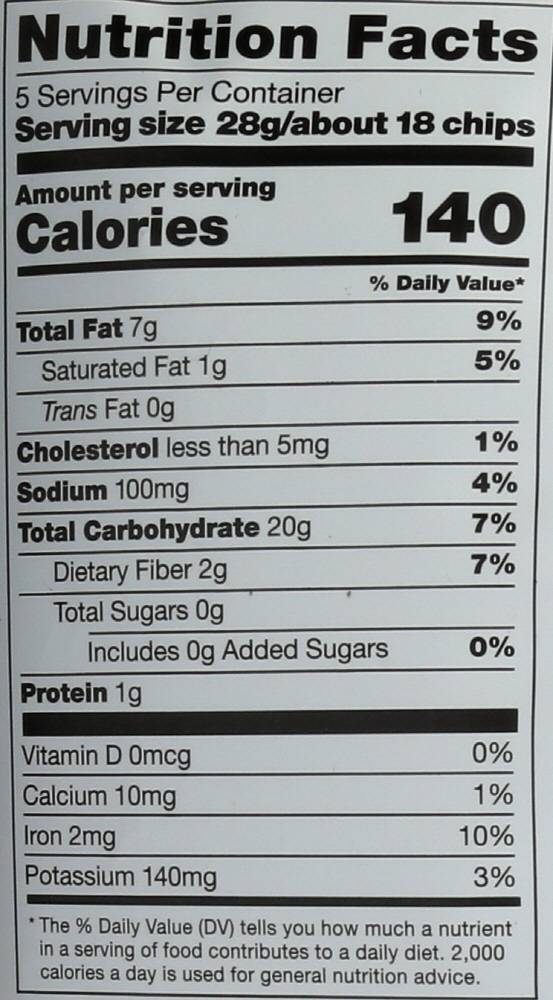 Nutrition Facts
5 Servings Per Container
Serving size 28g/about 18 chips
Amount per serving
Calories 140
% Daily Value*
Total Fat 7g 9%
Saturated Fat 1g 5%
Trans Fat 0g
Cholesterol less than 5mg 1%
Sodium 100mg 4%
Total Carbohydrate 20g 7%
Dietary Fiber 2g 7%
Total Sugars 0g
Includes 0g Added Sugars 0%
Protein 1g
Vitamin D 0mcg 0%
Calcium 10mg 1%
Iron 2mg 10%
Potassium 140mg 3%
* The % Daily Value (DV) tells you how much a nutrient
in a serving of food contributes to a daily diet. 2,000
calories a day is used for general nutrition advice.